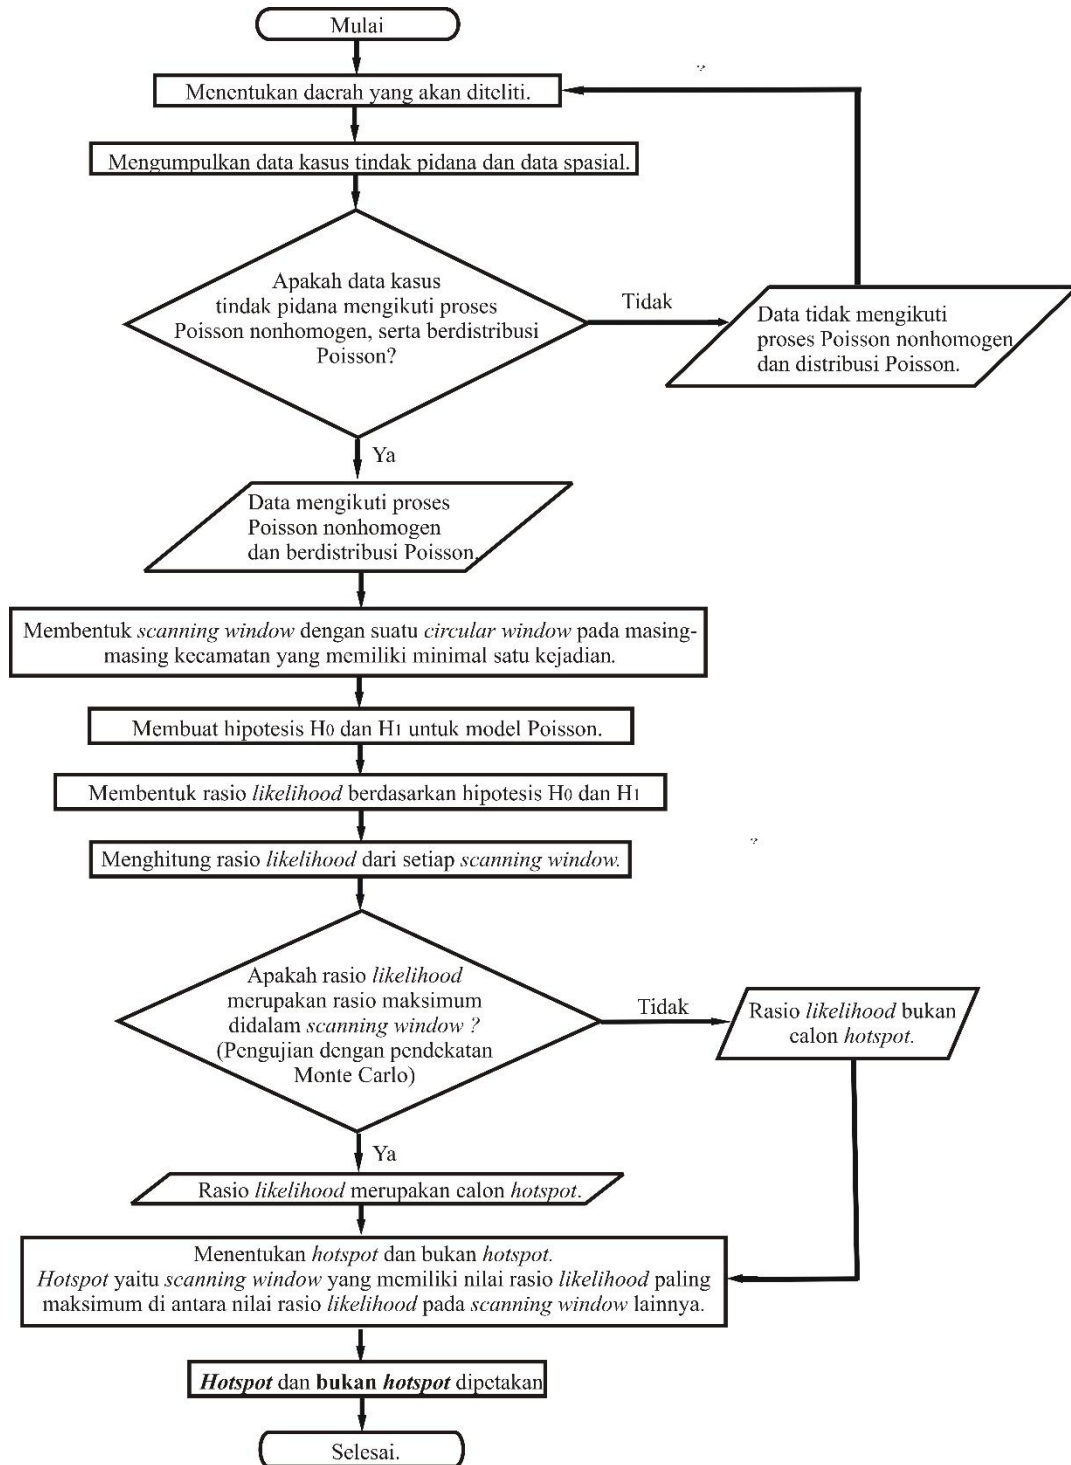 Mulai
Menentukan daerah yang akan diteliti.
Mengumpulkan data kasus tindak pidana dan data spasial.
Apakah data kasus
tindak pidana mengikuti proses
Poisson nonhomogen, serta berdistribusi
Poisson?
Tidak
Data tidak mengikuti
proses Poisson nonhomogen
dan distribusi Poisson.
Ya
Data mengikuti proses
Poisson nonhomogen
dan berdistribusi Poisson.
Membentuk scanning window dengan suatu circular window pada masing-
masing kecamatan yang memiliki minimal satu kejadian.
Membuat hipotesis H0 dan H1 untuk model Poisson.
Membentuk rasio likelihood berdasarkan hipotesis H0 dan H1
Menghitung rasio likelihood dari setiap scanning window.
Apakah rasio likelihood
merupakan rasio maksimum
didalam scanning window ?
(Pengujian dengan pendekatan
Monte Carlo)
Tidak
Rasio likelihood bukan
calon hotspot.
Ya
Rasio likelihood merupakan calon hotspot.
Menentukan hotspot dan bukan hotspot.
Hotspot yaitu scanning window yang memiliki nilai rasio likelihood paling
maksimum di antara nilai rasio likelihood pada scanning window lainnya.
Hotspot dan bukan hotspot dipetakan
Selesai.